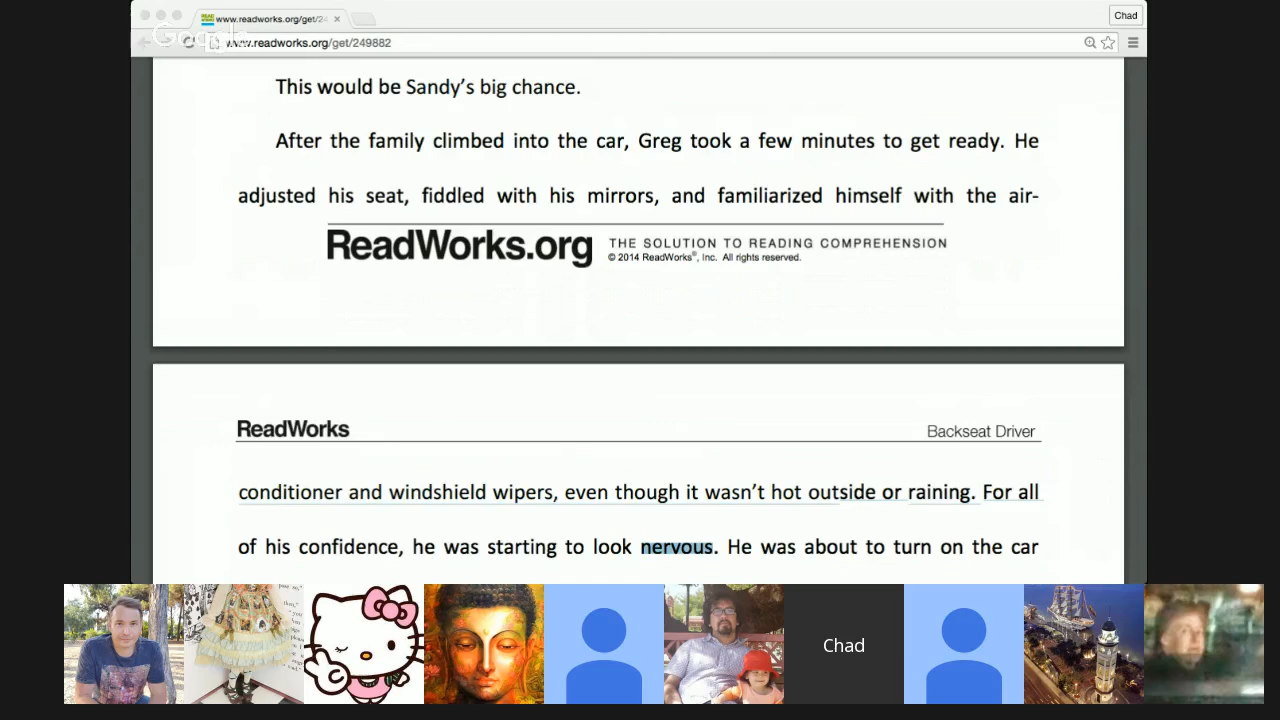 www.readworks.org/get/24
Chad
Google
www.readworks.org/get/249882
This would be Sandy's big chance.
After the family climbed into the car, Greg took a few minutes to get ready. He
adjusted his seat, fiddled with his mirrors, and familiarized himself with the air-
ReadWorks.org THE SOLUTION TO READING COMPREHENSION
© 2014 ReadWorks®, Inc. All rights reserved.
ReadWorks Backseat Driver
conditioner and windshield wipers, even though it wasn't hot outside or raining. For all
of his confidence, he was starting to look nervous. He was about to turn on the car
Chad